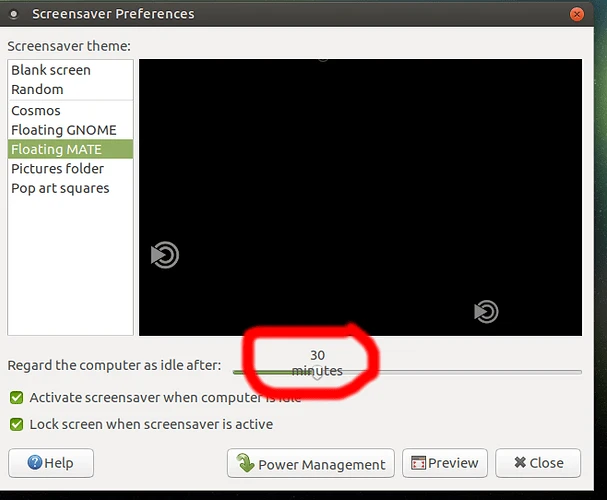 Screensaver Preferences
Screensaver theme:
Blank screen
Random
Cosmos
Floating GNOME
Floating MATE
Pictures folder
Pop art squares
30
Regard the computer as idle after:
minutes
Activate screensaver when computer is idle
Lock screen when screensaver is active
Help
Power Management
Preview
Close